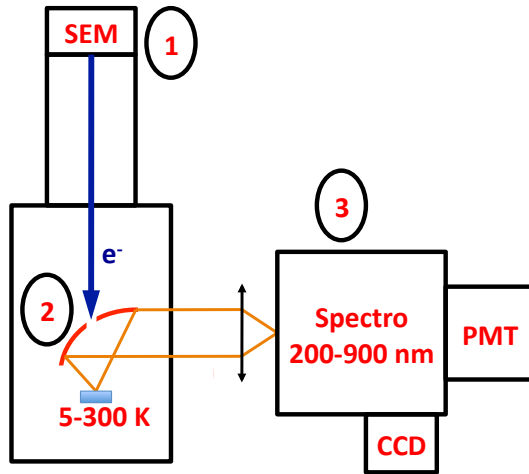 SEM
1
3
e-
2
Spectro
200-900 nm
PMT
5-300 K
CCD